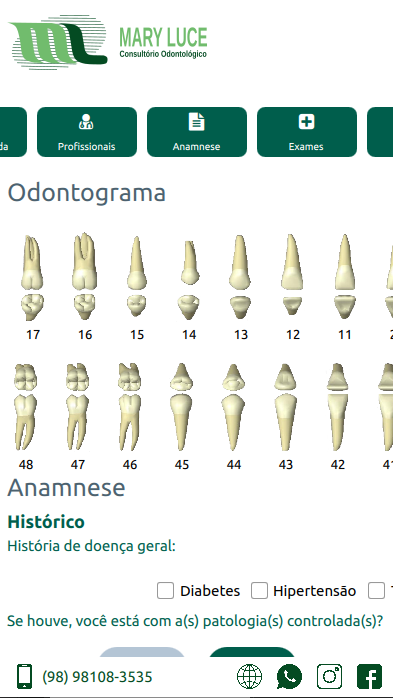 MARY LUCE
Consultório Odontológico
da
Profissionais
Anamnese
Exames
Odontograma
17 16 15 14 13 12 11 2
48 47 46 45 44 43 42 41
Anamnese
Histórico
História de doença geral:
Diabetes Hipertensão
Se houve, você está com a(s) patologia(s) controlada(s)?
(98) 98108-3535